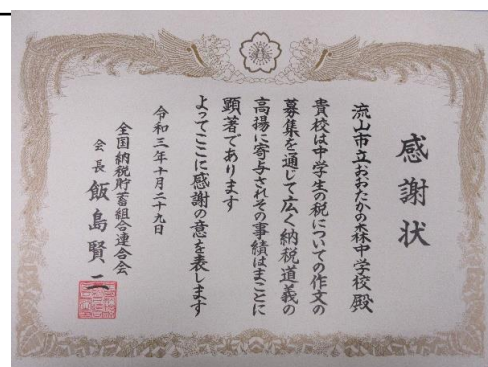 感謝状
流山市立おおたかの森中学校殿
貴校は中学生の税についての作文の
募集を通じて広く納税道義の
高揚に寄与されその事績はまことに
顕著であります
よってここに感謝の意を表します
令和三年十月二十九日
全国納税貯蓄組合連合会
会長飯島賢二